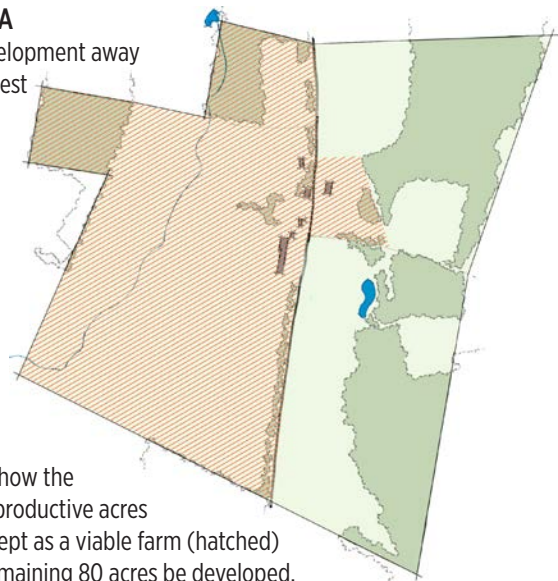 A
elopment away
est
how the
productive acres
ept as a viable farm (hatched)
maining 80 acres be developed.